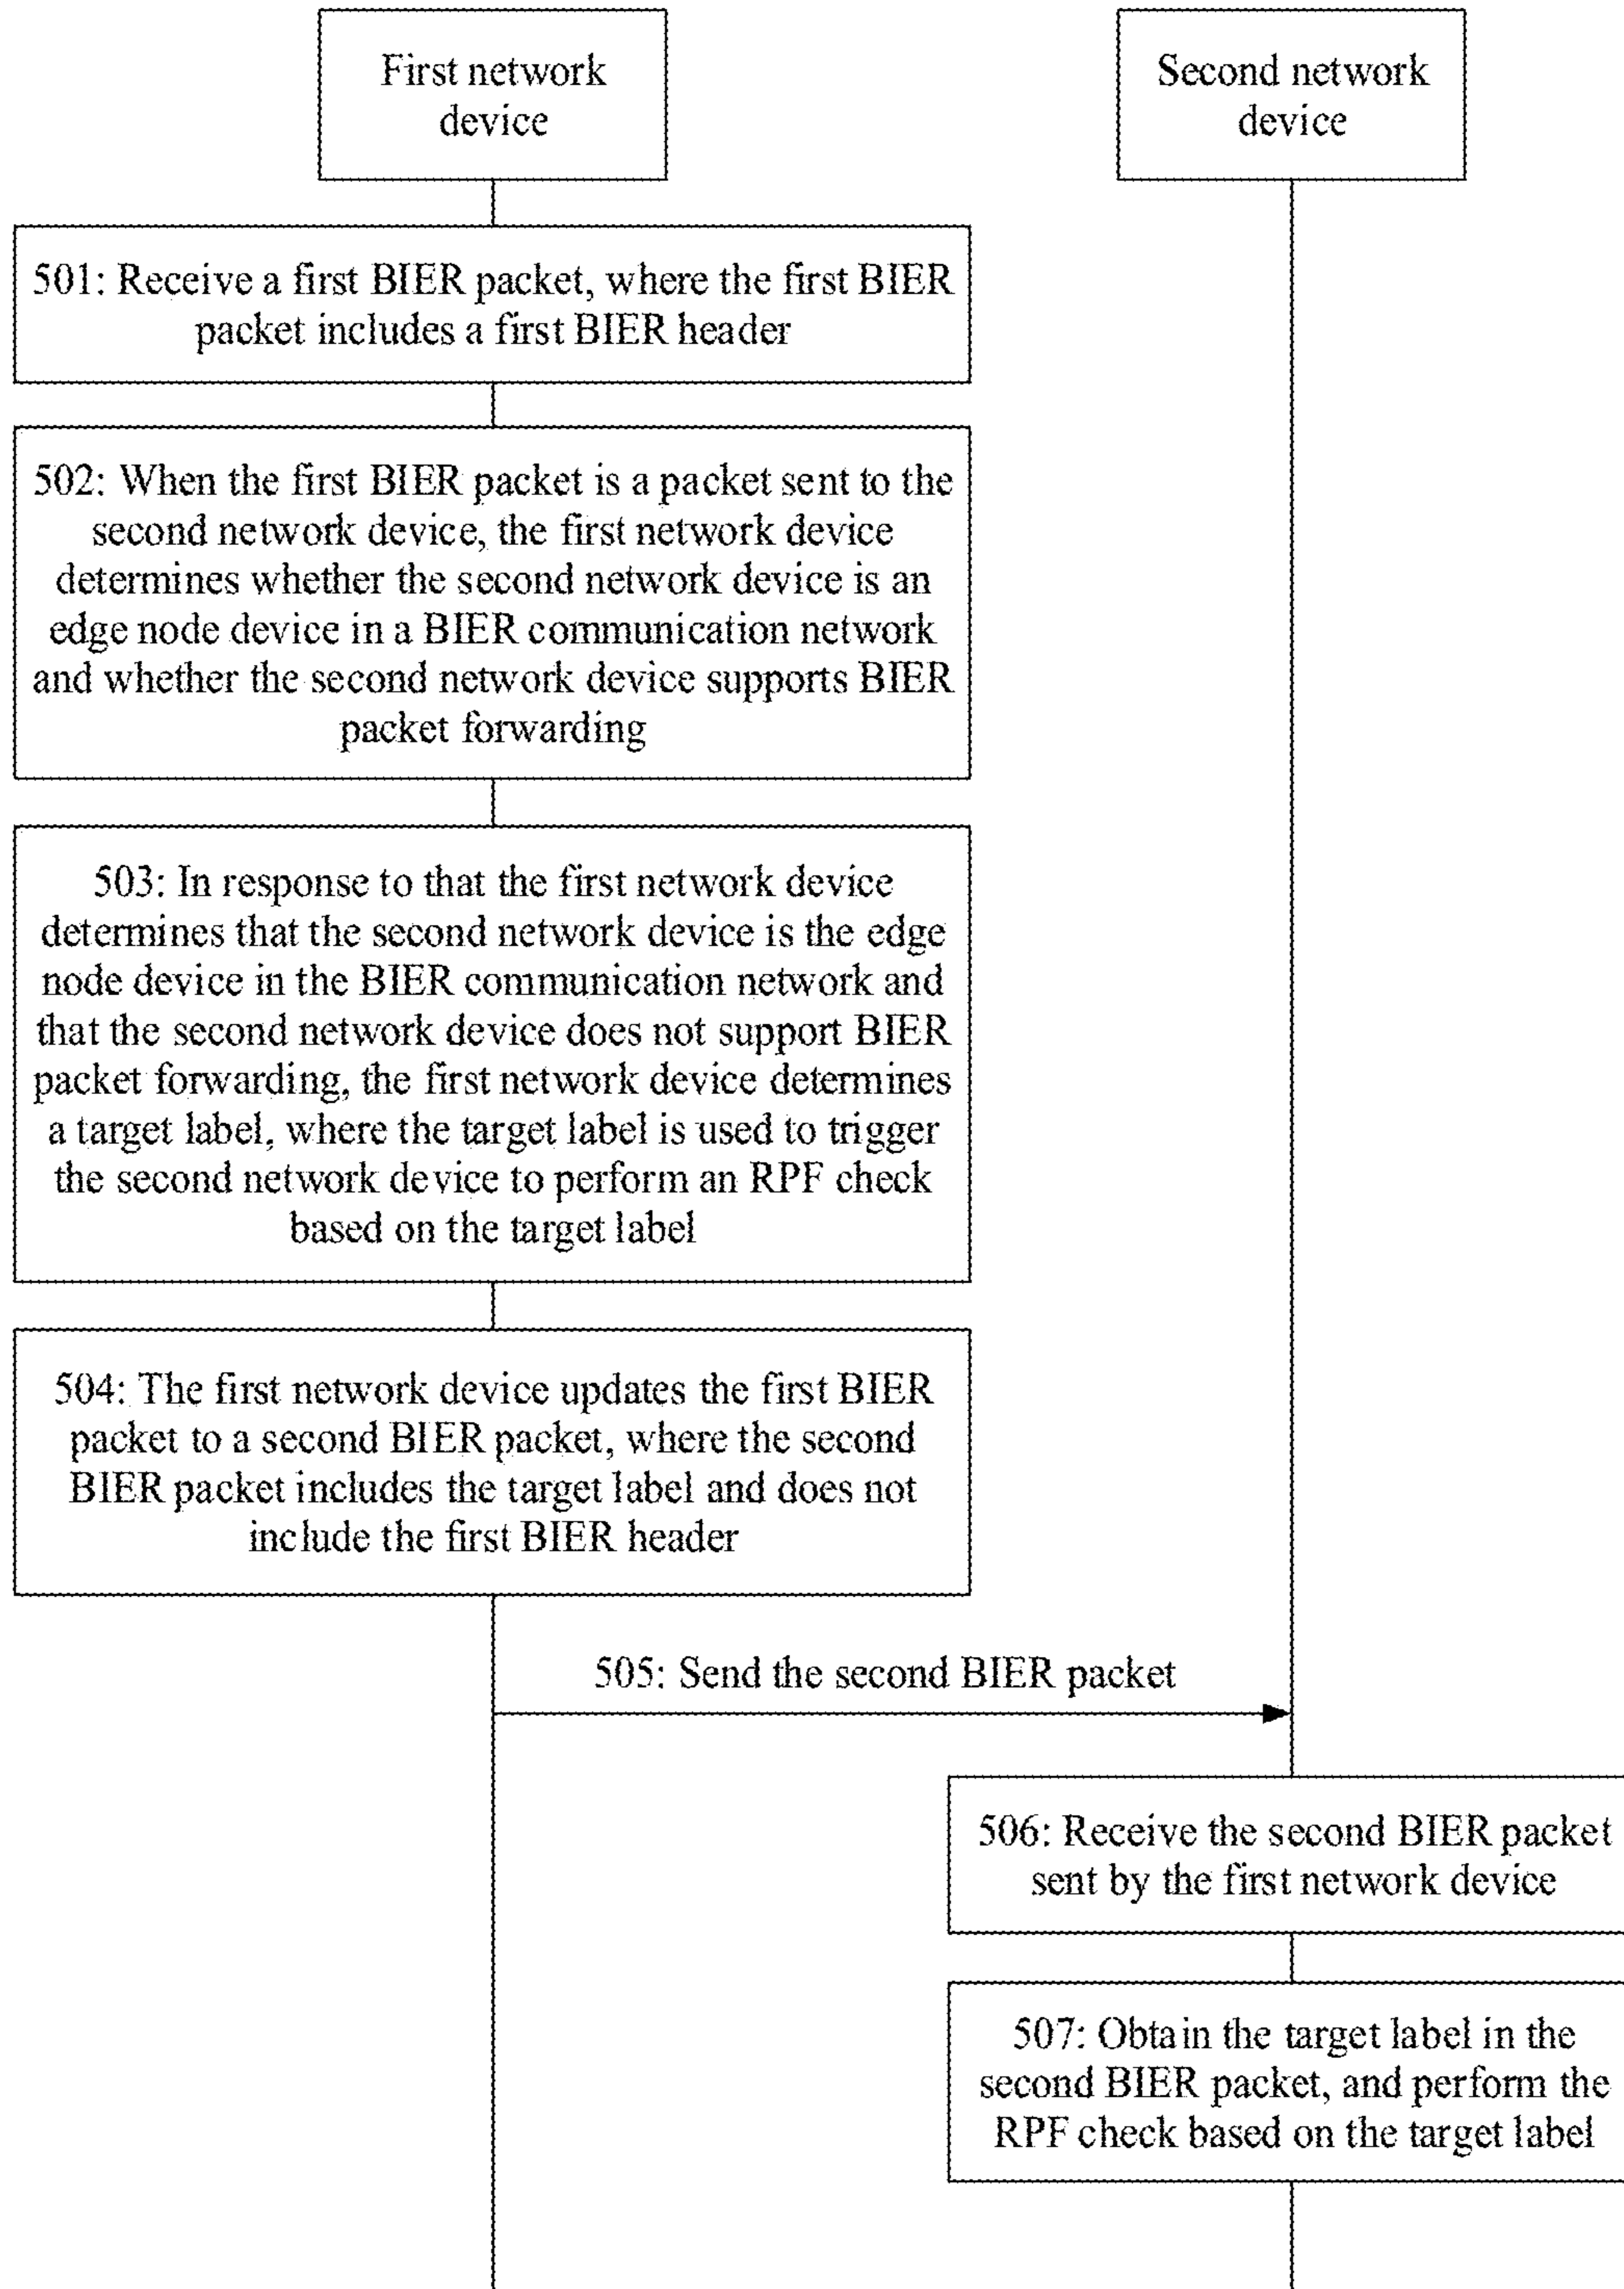 First network
device
Second network
device
501: Receive a first BIER packet, where the first BIER
packet includes a first BIER header
502: When the first BIER packet is a packet sent to the
second network device, the first network device
determines whether the second network device is an
edge node device in a BIER communication network
and whether the second network device supports BIER
packet forwarding
503: In response to that the first network device
determines that the second network device is the edge
node device in the BIER communication network and
that the second network device does not support BIER
packet forwarding, the first network device determines
a target label, where the target label is used to trigger
the second network device to perform an RPF check
based on the target label
504: The first network device updates the first BIER
packet to a second BIER packet, where the second
BIER packet includes the target label and does not
include the first BIER header
505: Send the second BIER packet
506: Receive the second BIER packet
sent by the first network device
507: Obtain the target label in the
second BIER packet, and perform the
RPF check based on the target label